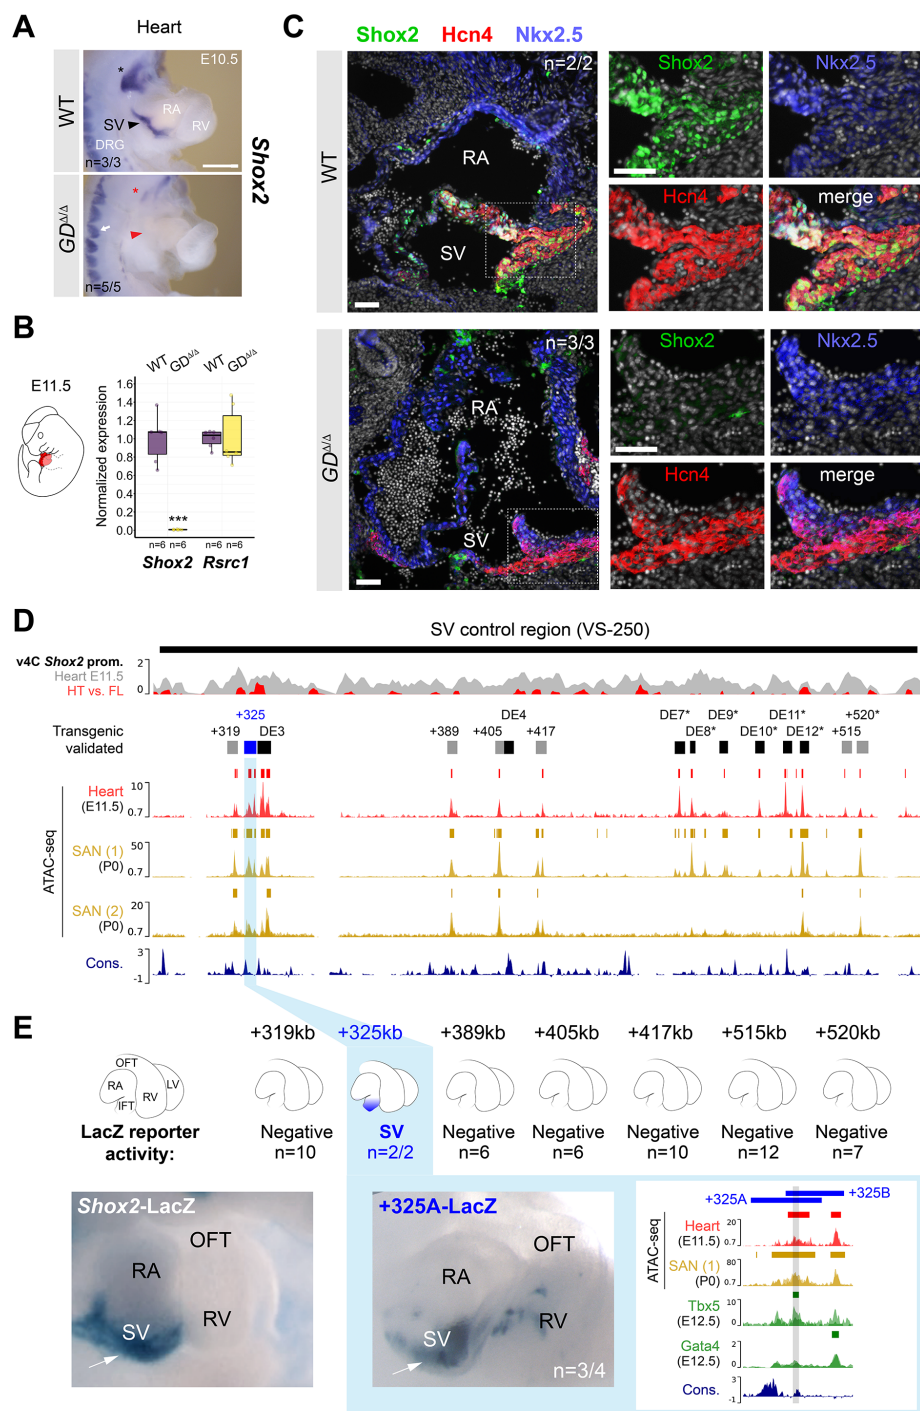 A
Heart
WT
E10.5
*
RA
SV
RV
DRG
n=3/3
Shox2
GDΔ/Δ
*
n=5/5
B
E11.5
WT
GDΔ/Δ
WT
GDΔ/Δ
Normalized expression
1.6
1.4
1.2
1.0
0.8
0.6
0.4
0.2
0.0
***
n=6
n=6
n=6
n=6
Shox2
Rsrc1
C
Shox2 Hcn4 Nkx2.5
WT
n=2/2
RA
SV
Shox2
Nkx2.5
Hcn4
merge
GDΔ/Δ
n=3/3
RA
SV
Shox2
Nkx2.5
Hcn4
merge
D
SV control region (VS-250)
v4C Shox2 prom.
Heart E11.5
HT vs. FL
2
0
Transgenic
validated
+319
+325
DE3
+389
+405
DE4
+417
DE7*
DE8*
DE9*
DE10*
DE11*
DE12*
+515
+520*
ATAC-seq
Heart
(E11.5)
10
0.7
SAN (1)
(P0)
50
0.7
SAN (2)
(P0)
20
0.7
Cons.
3
-1
E
+319kb
+325kb
+389kb
+405kb
+417kb
+515kb
+520kb
OFT
RA
LV
RV
IFT
LacZ reporter
activity:
Negative
n=10
SV
n=2/2
Negative
n=6
Negative
n=6
Negative
n=10
Negative
n=12
Negative
n=7
Shox2-LacZ
OFT
RA
RV
SV
+325A-LacZ
OFT
RA
RV
SV
n=3/4
+325A
+325B
ATAC-seq
Heart
(E11.5)
20
0.7
SAN (1)
(P0)
80
0.7
Tbx5
(E12.5)
10
0
Gata4
(E12.5)
2
0
Cons.
3
-1